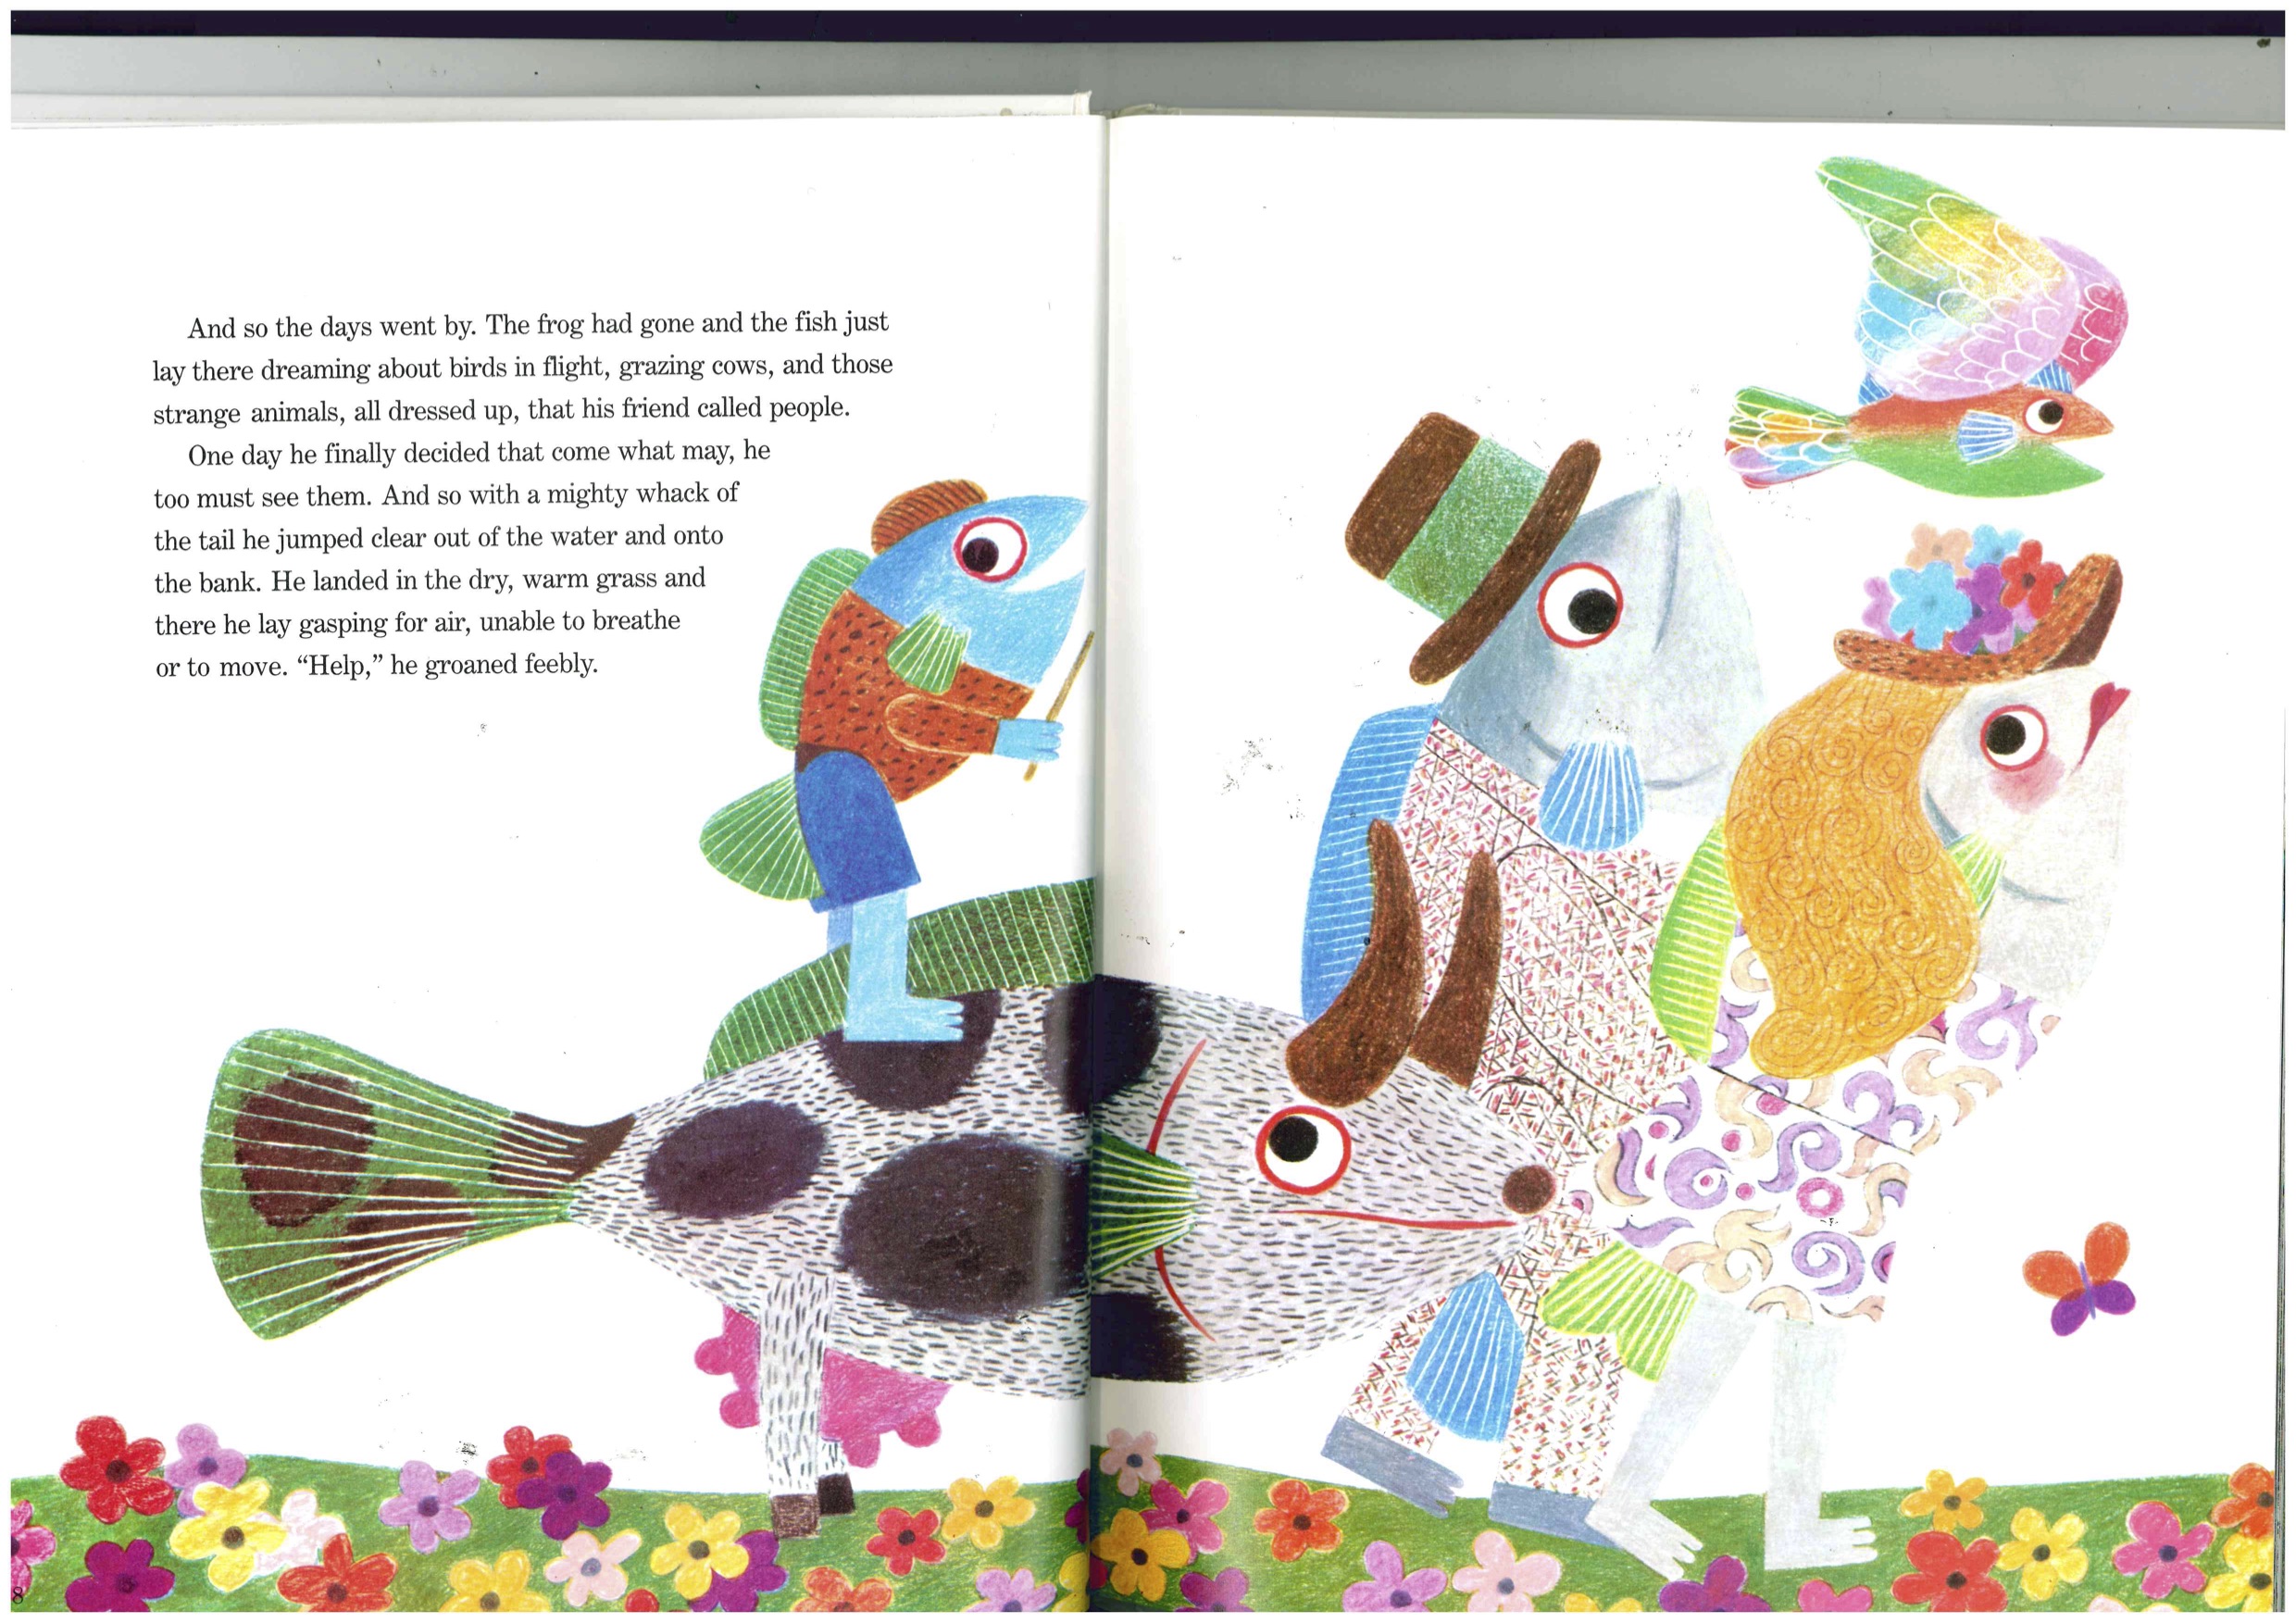 And so the days went by. The frog had gone and the fish just
lay there dreaming about birds in flight, grazing cows, and those
strange animals, all dressed up, that his friend called people.
One day he finally decided that come what may, he
too must see them. And so with a mighty whack of
the tail he jumped clear out of the water and onto
the bank. He landed in the dry, warm grass and
there he lay gasping for air, unable to breathe
or to move. “Help,” he groaned feebly.
8